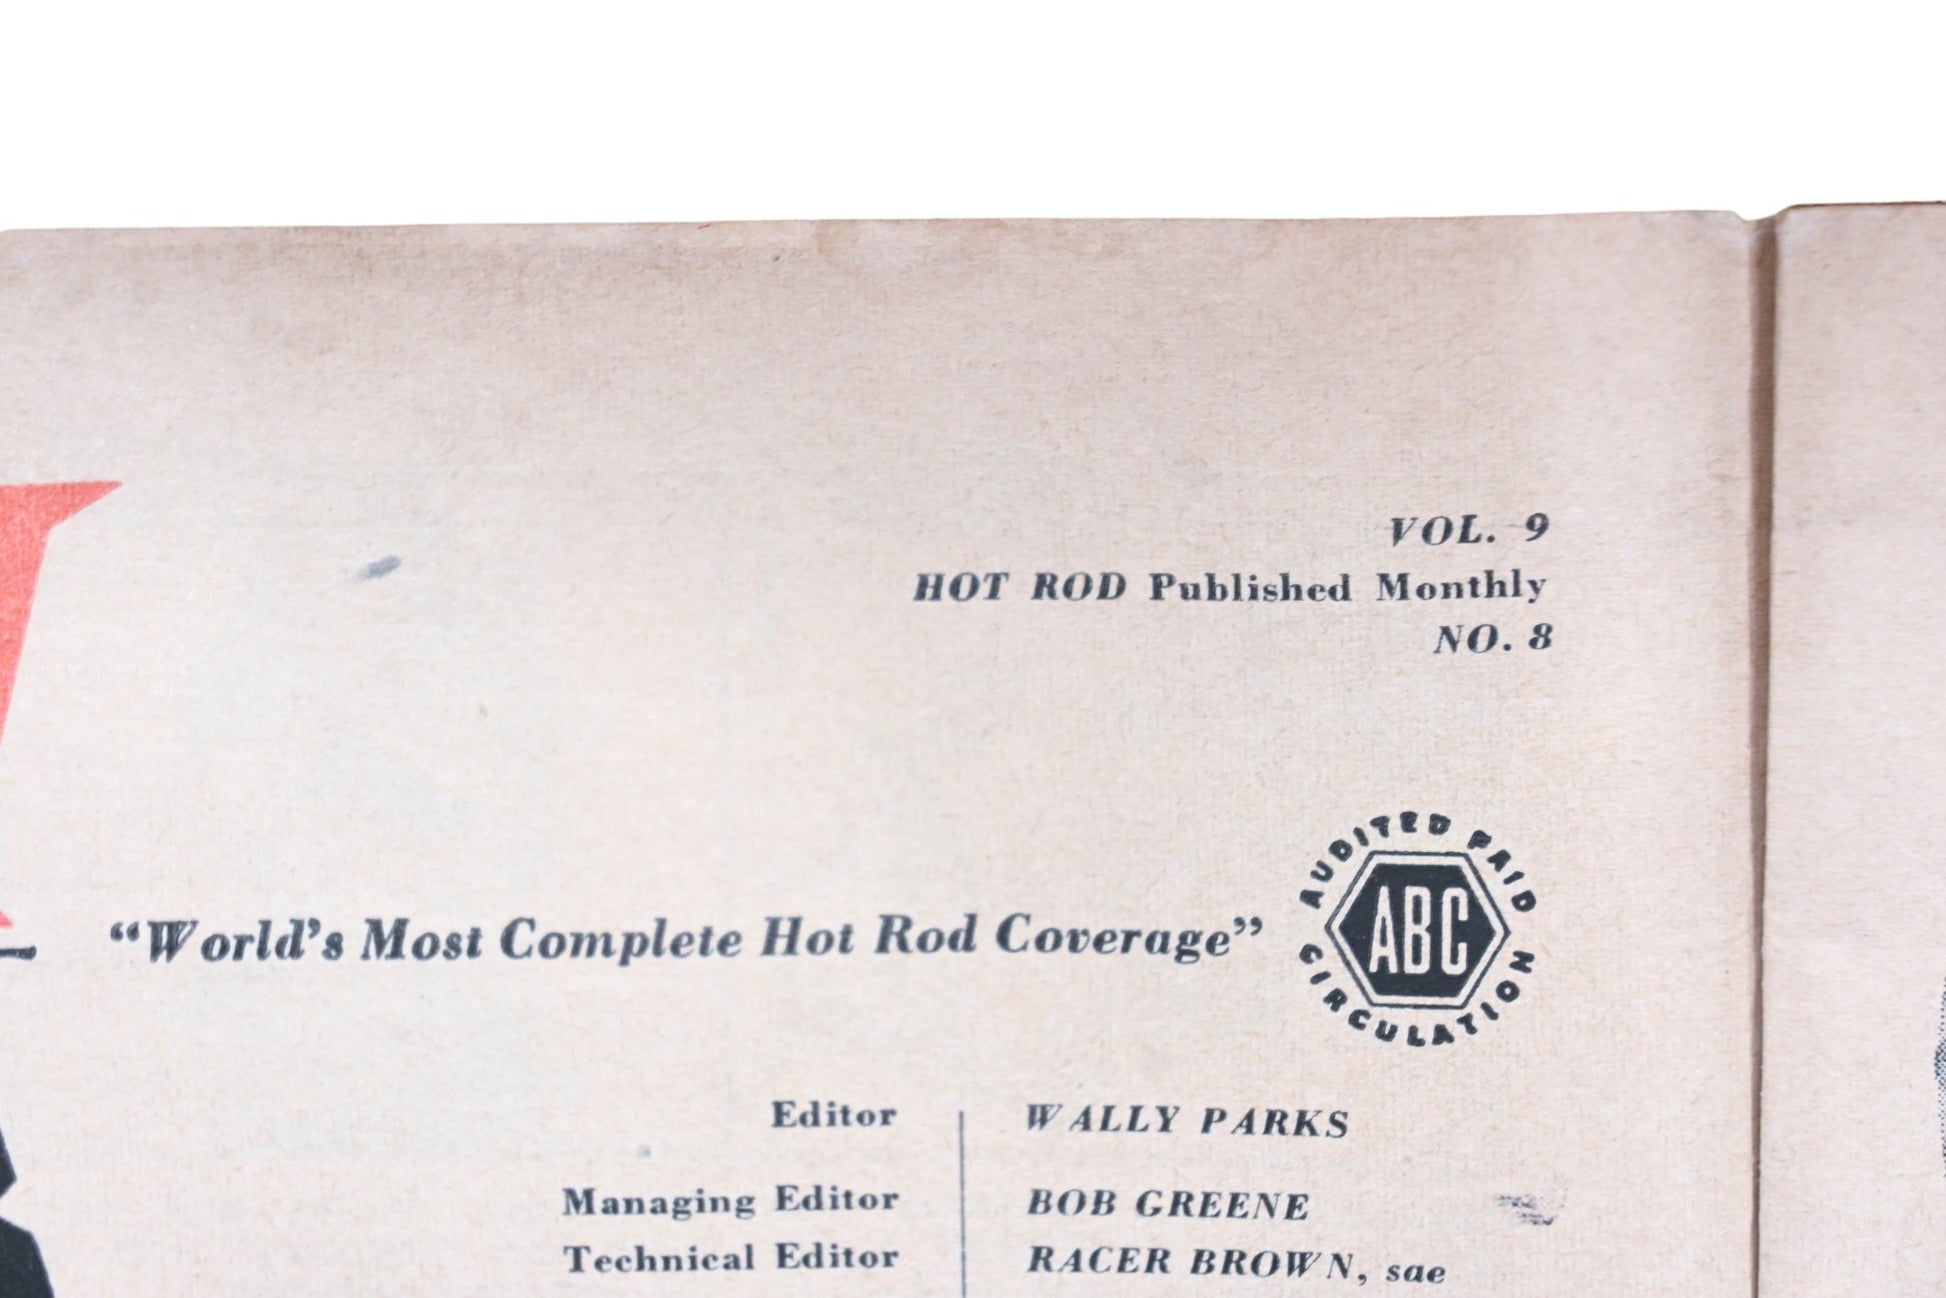 VOL. 9
HOT ROD Published Monthly
NO. 8
AUDITED PAID
ABC
CIRCULATION
"World's Most Complete Hot Rod Coverage"
Editor WALLY PARKS
Managing Editor BOB GREENE
Technical Editor RACER BROWN, sae